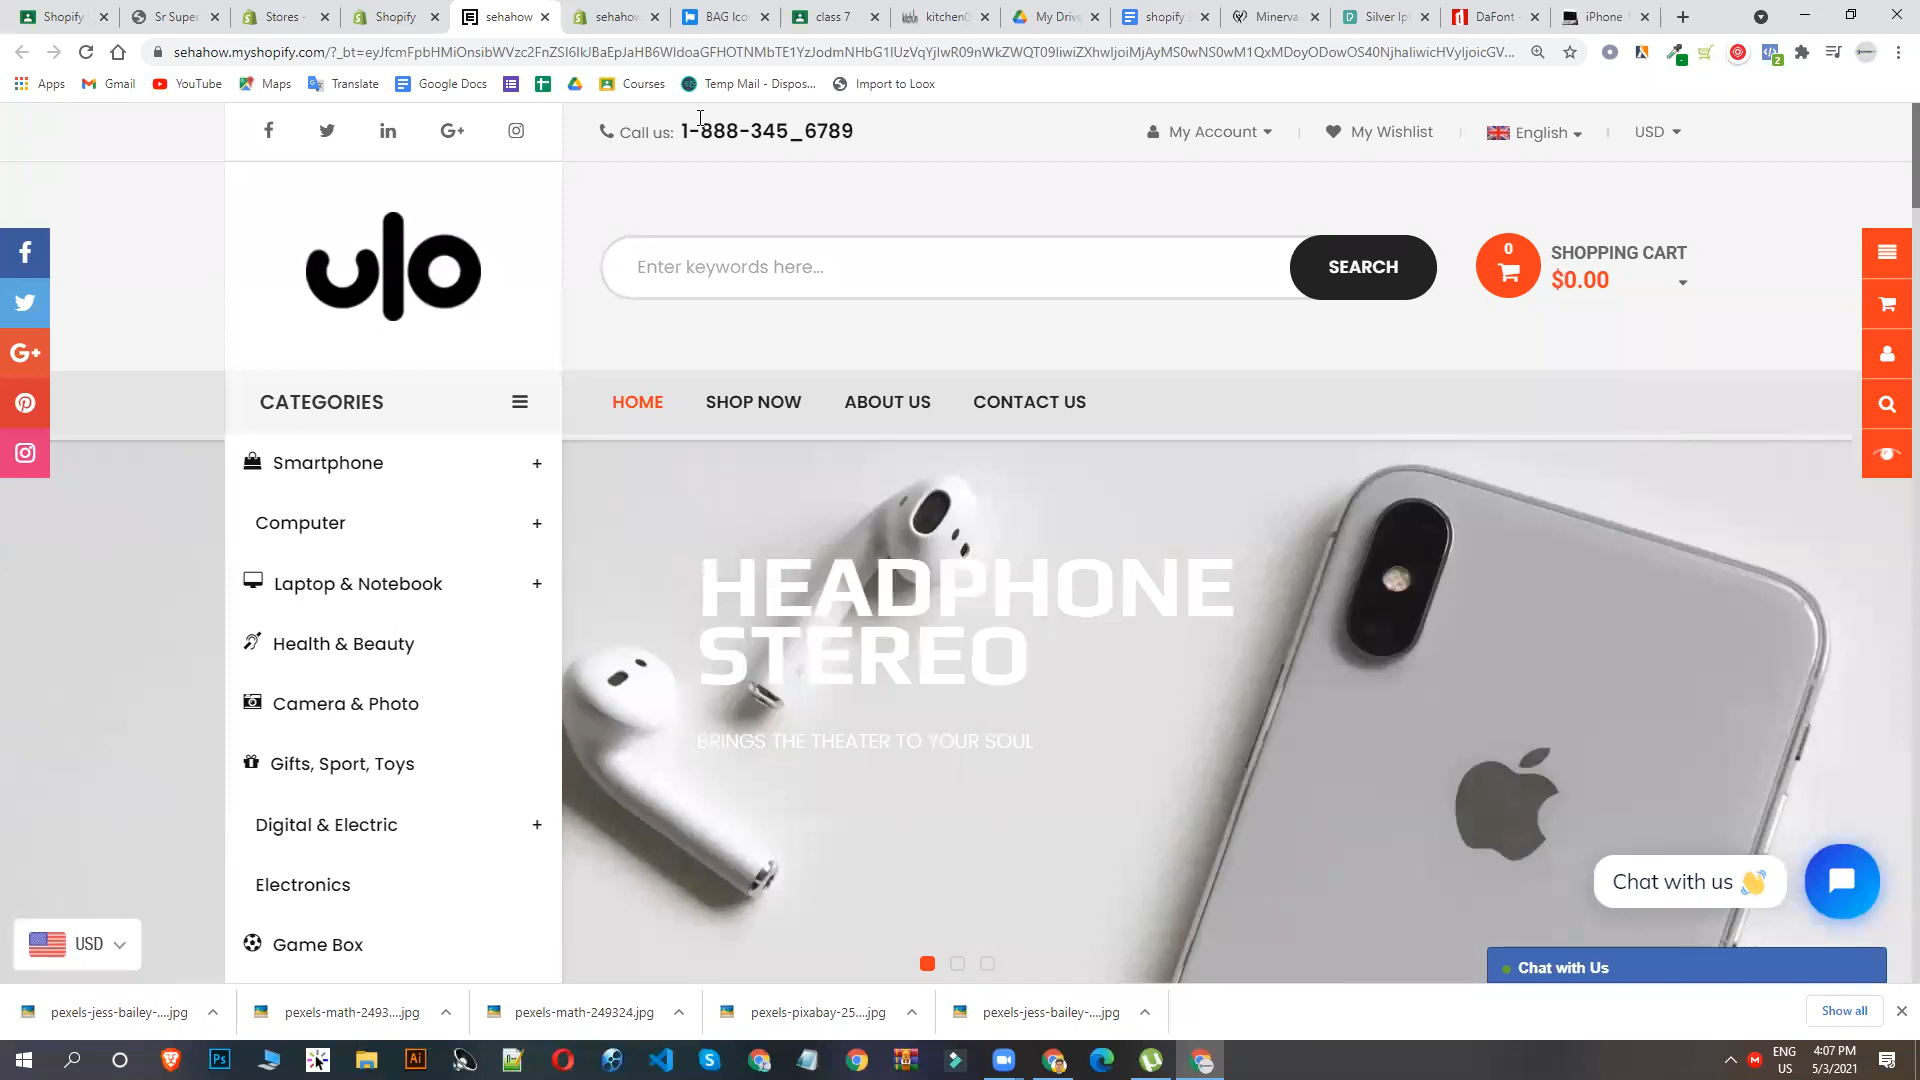 Shopify
Sr Super
Stores -
Shopify
sehahow
sehahow
BAG Ico
class 7
kitchen
My Driv
shopify
Minerva
Silver Ip
DaFont -
iPhone
Apps
Gmail
YouTube
Maps
Translate
Google Docs
Courses
Temp Mail - Dispos...
Import to Loox
Call us: 1-888-345_6789
My Account
My Wishlist
English
USD
ulo
Enter keywords here...
SEARCH
0
SHOPPING CART
$0.00
CATEGORIES
HOME
SHOP NOW
ABOUT US
CONTACT US
Smartphone +
Computer +
Laptop & Notebook +
Health & Beauty
Camera & Photo
Gifts, Sport, Toys
Digital & Electric +
Electronics
Game Box
HEADPHONE
STEREO
BRINGS THE THEATER TO YOUR SOUL
Chat with us 👋
USD
Chat with Us
pexels-jess-bailey-....jpg
pexels-math-2493....jpg
pexels-math-249324.jpg
pexels-pixabay-25....jpg
pexels-jess-bailey-....jpg
Show all
ENG
US
4:07 PM
5/3/2021